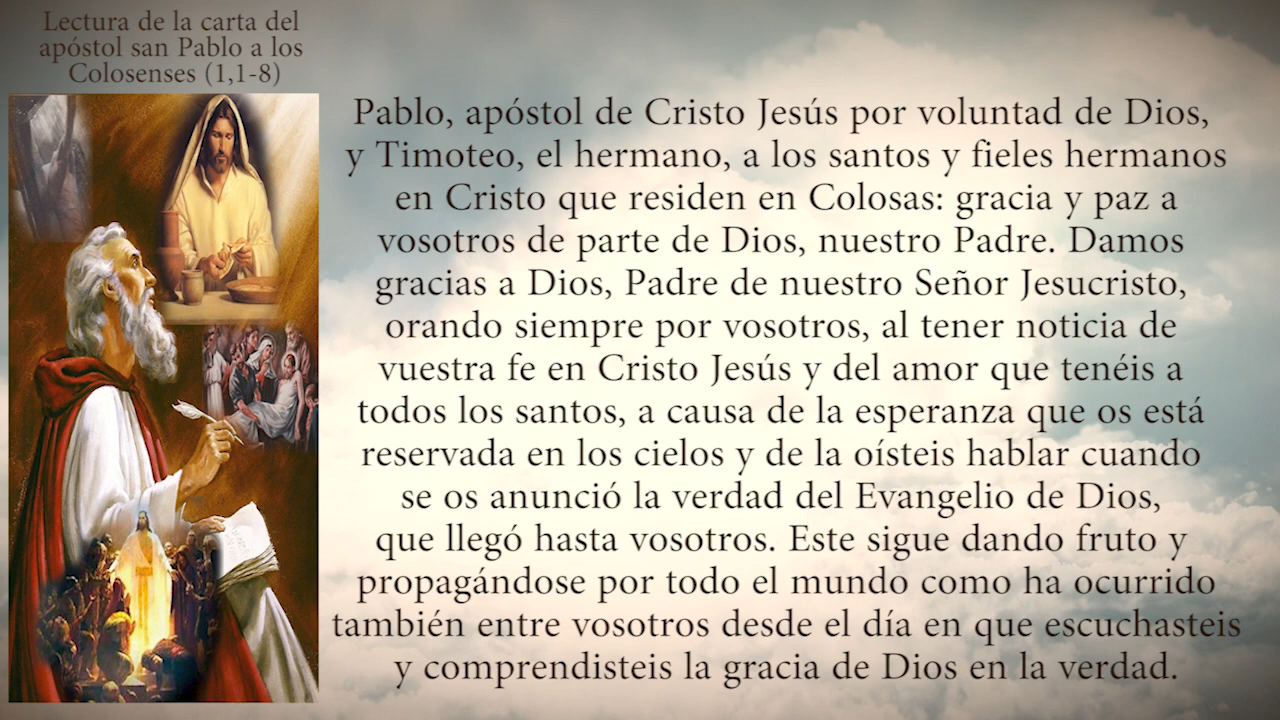 Lectura de la carta del
apóstol san Pablo a los
Colosenses (1,1-8)
Pablo, apóstol de Cristo Jesús por voluntad de Dios,
y Timoteo, el hermano, a los santos y fieles hermanos
en Cristo que residen en Colosas: gracia y paz a
vosotros de parte de Dios, nuestro Padre. Damos
gracias a Dios, Padre de nuestro Señor Jesucristo,
orando siempre por vosotros, al tener noticia de
vuestra fe en Cristo Jesús y del amor que tenéis a
todos los santos, a causa de la esperanza que os está
reservada en los cielos y de la oísteis hablar cuando
se os anunció la verdad del Evangelio de Dios,
que llegó hasta vosotros. Este sigue dando fruto y
propagándose por todo el mundo como ha ocurrido
también entre vosotros desde el día en que escuchasteis
y comprendisteis la gracia de Dios en la verdad.